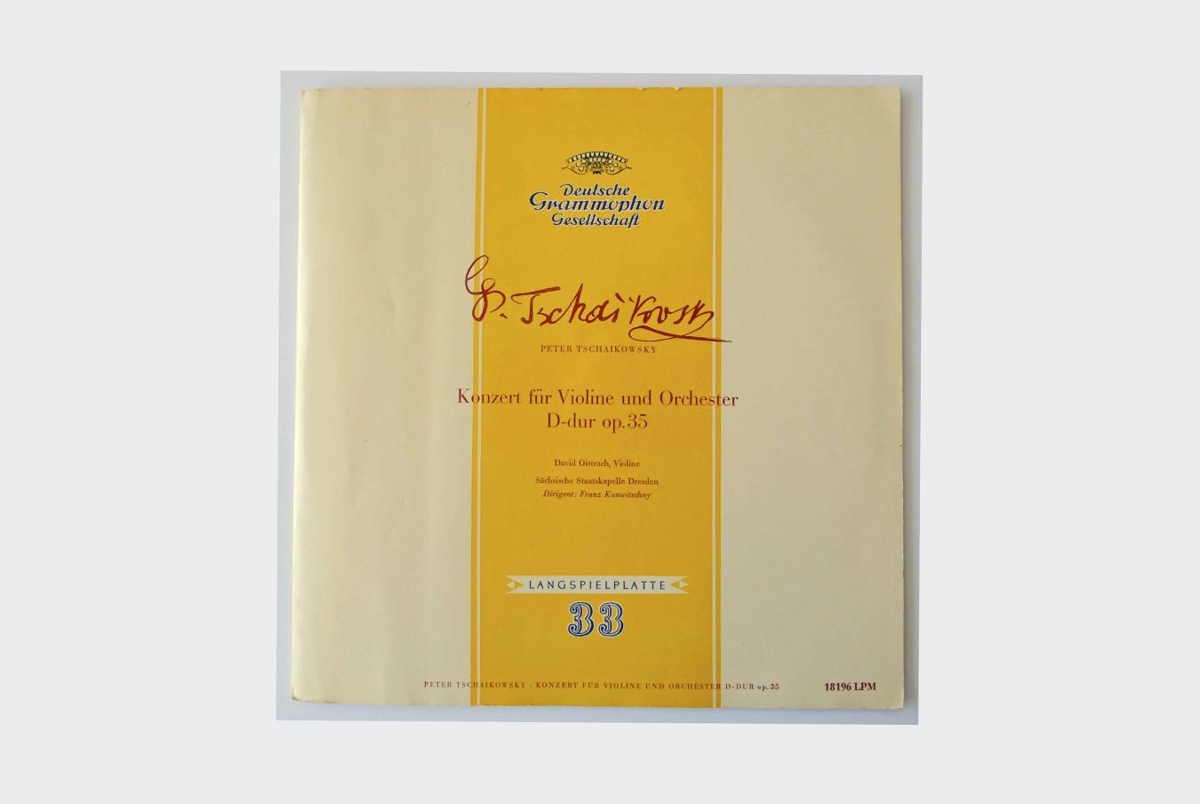 Deutsche
Grammophon
Gesellschaft
P. Tschaikovsky
PETER TSCHAIKOWSKY
Konzert für Violine und Orchester
D-dur op. 35
David Oistrach, Violine
Sächsische Staatskapelle Dresden
Dirigent: Franz Konwitschny
LANGSPIELPLATTE
33
PETER TSCHAIKOWSKY - KONZERT FÜR VIOLINE UND ORCHESTER D-DUR op. 35
18196 LPM